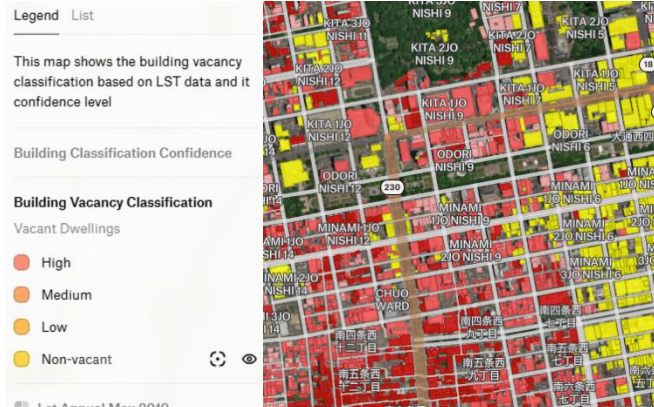 Legend List
This map shows the building vacancy
classification based on LST data and it
confidence level
Building Classification Confidence
Building Vacancy Classification
Vacant Dwellings
High
Medium
Low
Non-vacant
Lst Annual Max 2019
KITA 3JO
NISHI 11
NISHI 9
NISHI 7
KITA 2JO
NISHI 9
KITA 2JO
NISHI 7
KITA 2JO
NISHI 5
KITA 2JO
NISHI 12
KITA 1JO
NISHI 9
KITA 1JO
NISHI 7
KITA 1JO
NISHI 5
18
KITA 1JO
NISHI 12
ODORI
NISHI 6
ODORI
NISHI 9
ODORI
NISHI 12
230
MINAMI
1JO NISHI 9
MINAMI
1JO NISHI 6
MINAMI 1JO
NISHI 12
MINAMI
2JO NISHI 9
MINAMI
2JO NISHI 6
MINAMI
3JO NISHI 6
CHUO
WARD
南四条西
十二丁目
南四条西
九丁目
南四条西
七丁目
南五条西
十二丁目
南五条西
九丁目
南五条西
七丁目
南六条西
七丁目